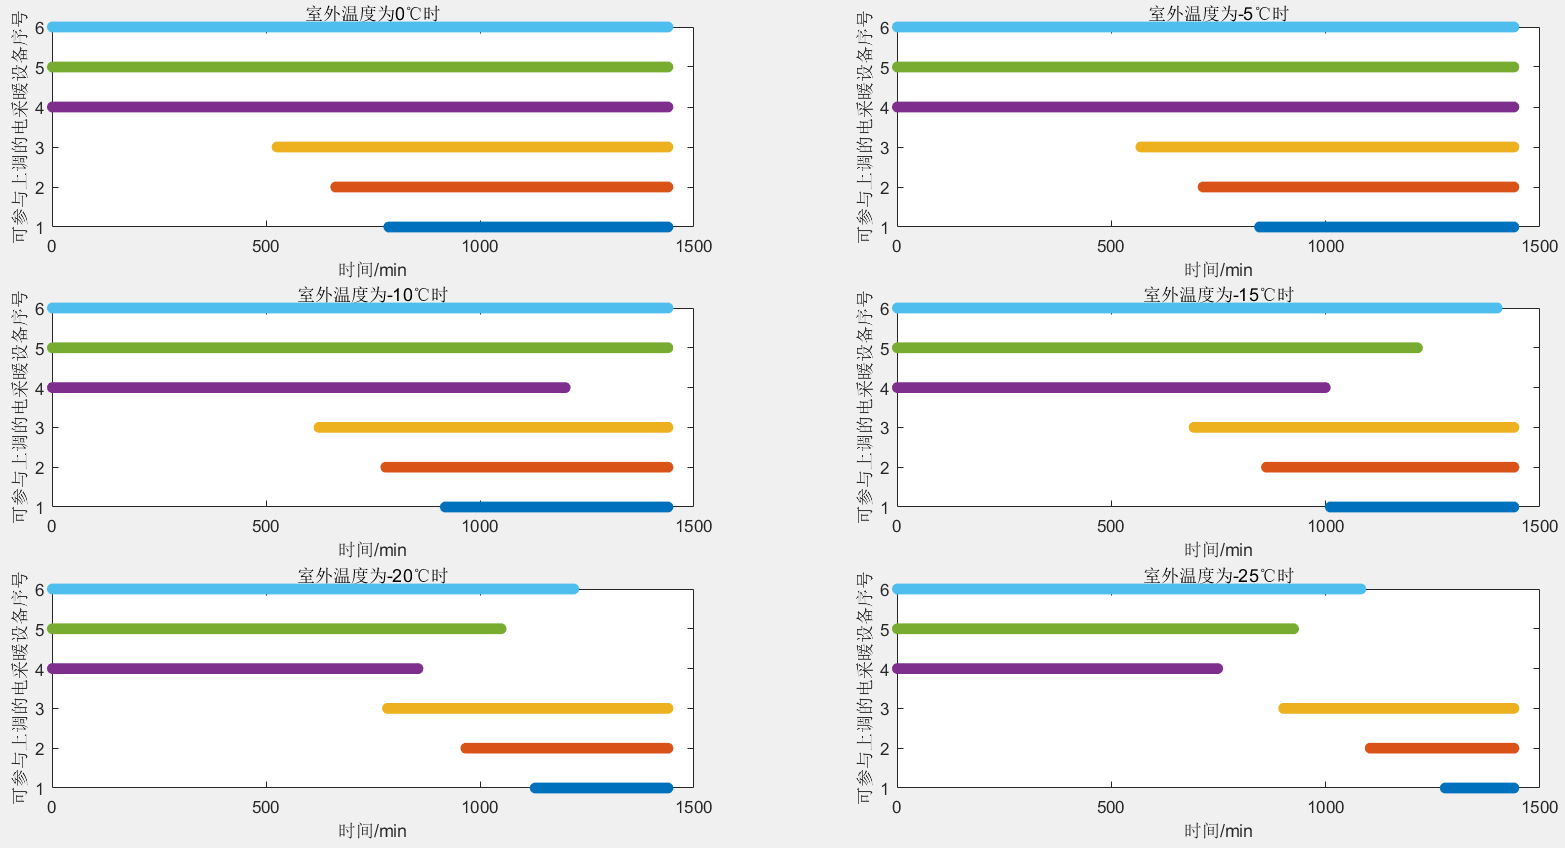 室外温度为0℃时
可参与上调的电采暖设备序号
6
5
4
3
2
1
0 500 1000 1500
时间/min
室外温度为-5℃时
可参与上调的电采暖设备序号
6
5
4
3
2
1
0 500 1000 1500
时间/min
室外温度为-10℃时
可参与上调的电采暖设备序号
6
5
4
3
2
1
0 500 1000 1500
时间/min
室外温度为-15℃时
可参与上调的电采暖设备序号
6
5
4
3
2
1
0 500 1000 1500
时间/min
室外温度为-20℃时
可参与上调的电采暖设备序号
6
5
4
3
2
1
0 500 1000 1500
时间/min
室外温度为-25℃时
可参与上调的电采暖设备序号
6
5
4
3
2
1
0 500 1000 1500
时间/min